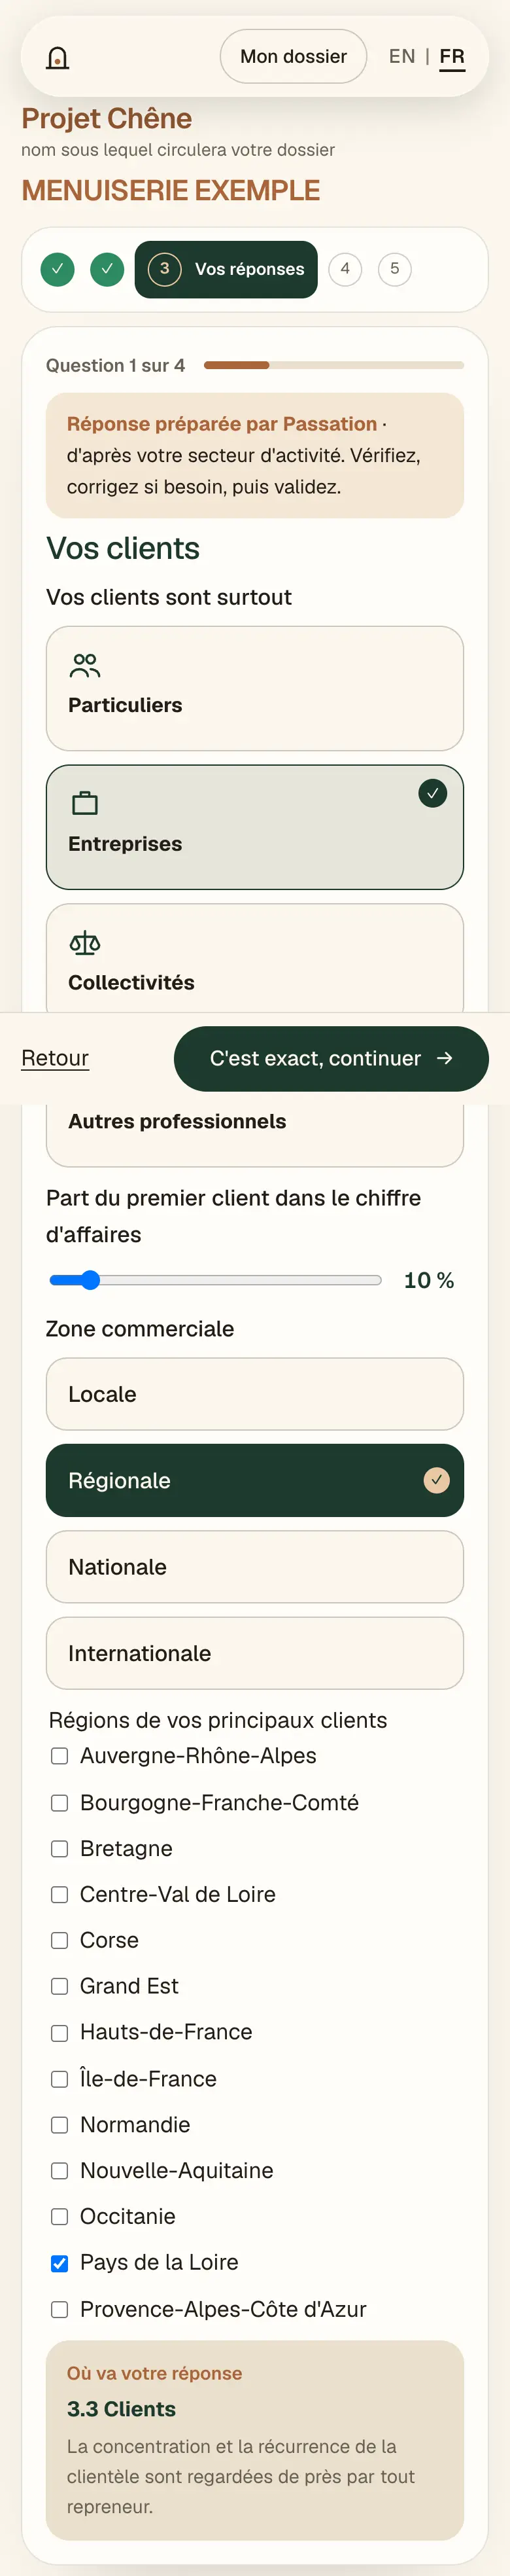 Mon dossier
EN | FR
Projet Chêne
nom sous lequel circulera votre dossier
MENUISERIE EXEMPLE
3 Vos réponses 4 5
Question 1 sur 4
Réponse préparée par Passation ·
d'après votre secteur d'activité. Vérifiez,
corrigez si besoin, puis validez.
Vos clients
Vos clients sont surtout
Particuliers
Entreprises
Collectivités
Retour
C'est exact, continuer →
Autres professionnels
Part du premier client dans le chiffre
d'affaires
10 %
Zone commerciale
Locale
Régionale
Nationale
Internationale
Régions de vos principaux clients
Auvergne-Rhône-Alpes
Bourgogne-Franche-Comté
Bretagne
Centre-Val de Loire
Corse
Grand Est
Hauts-de-France
Île-de-France
Normandie
Nouvelle-Aquitaine
Occitanie
Pays de la Loire
Provence-Alpes-Côte d'Azur
Où va votre réponse
3.3 Clients
La concentration et la récurrence de la
clientèle sont regardées de près par tout
repreneur.